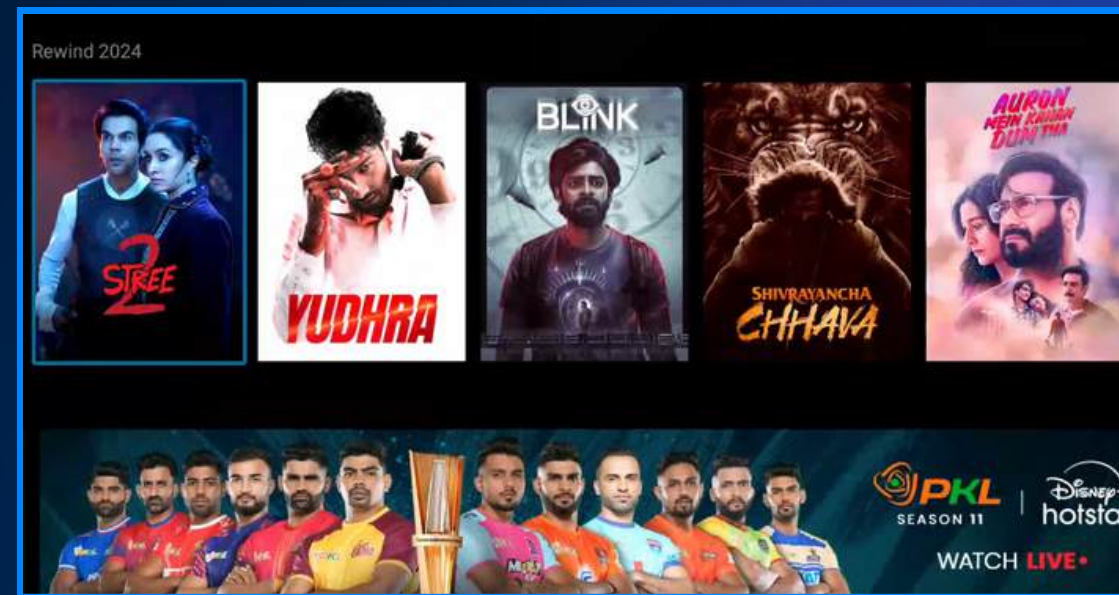 Rewind 2024
STREE
2
YUDHRA
BLINK
SHIVRAYANCHA
CHHAVA
AURON
MEIN KAHAN
DUM THA
PKL
SEASON 11
Disney+
hotsta
WATCH LIVE